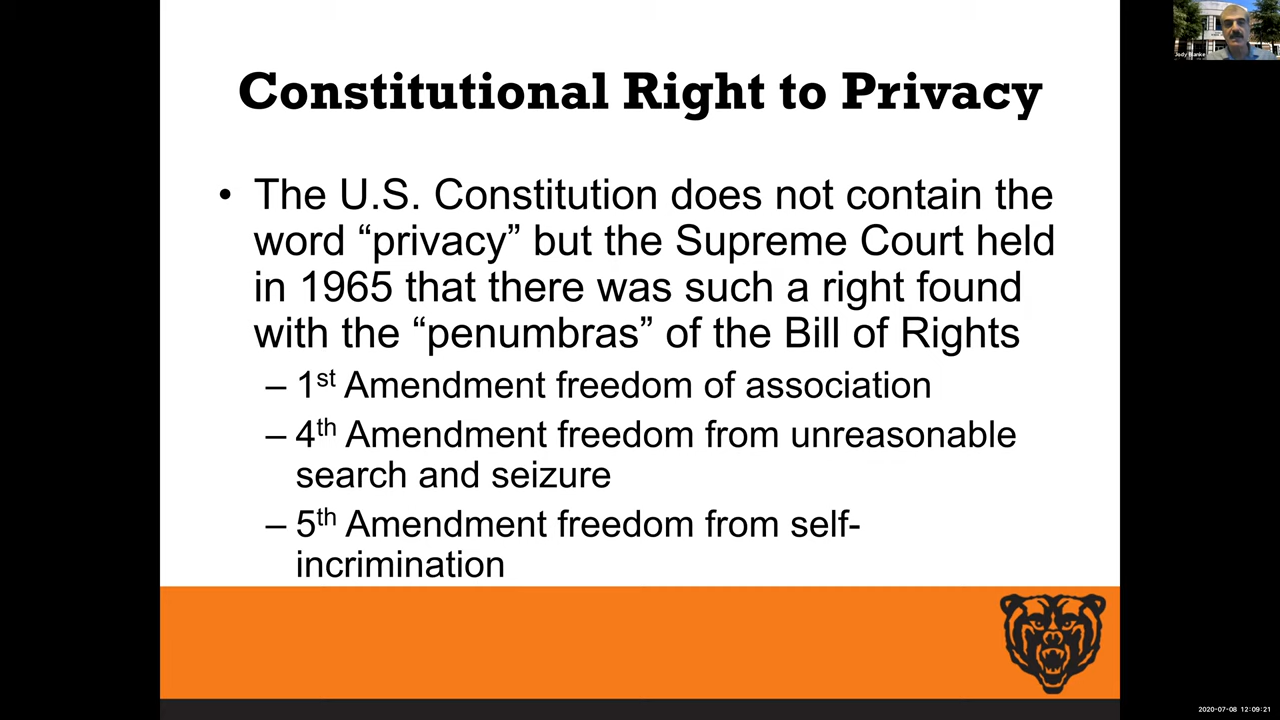 Constitutional Right to Privacy
• The U.S. Constitution does not contain the
word “privacy” but the Supreme Court held
in 1965 that there was such a right found
with the “penumbras” of the Bill of Rights
– 1st Amendment freedom of association
– 4th Amendment freedom from unreasonable
search and seizure
– 5th Amendment freedom from self-
incrimination
Jody Blanke
2020-07-08 12:09:21